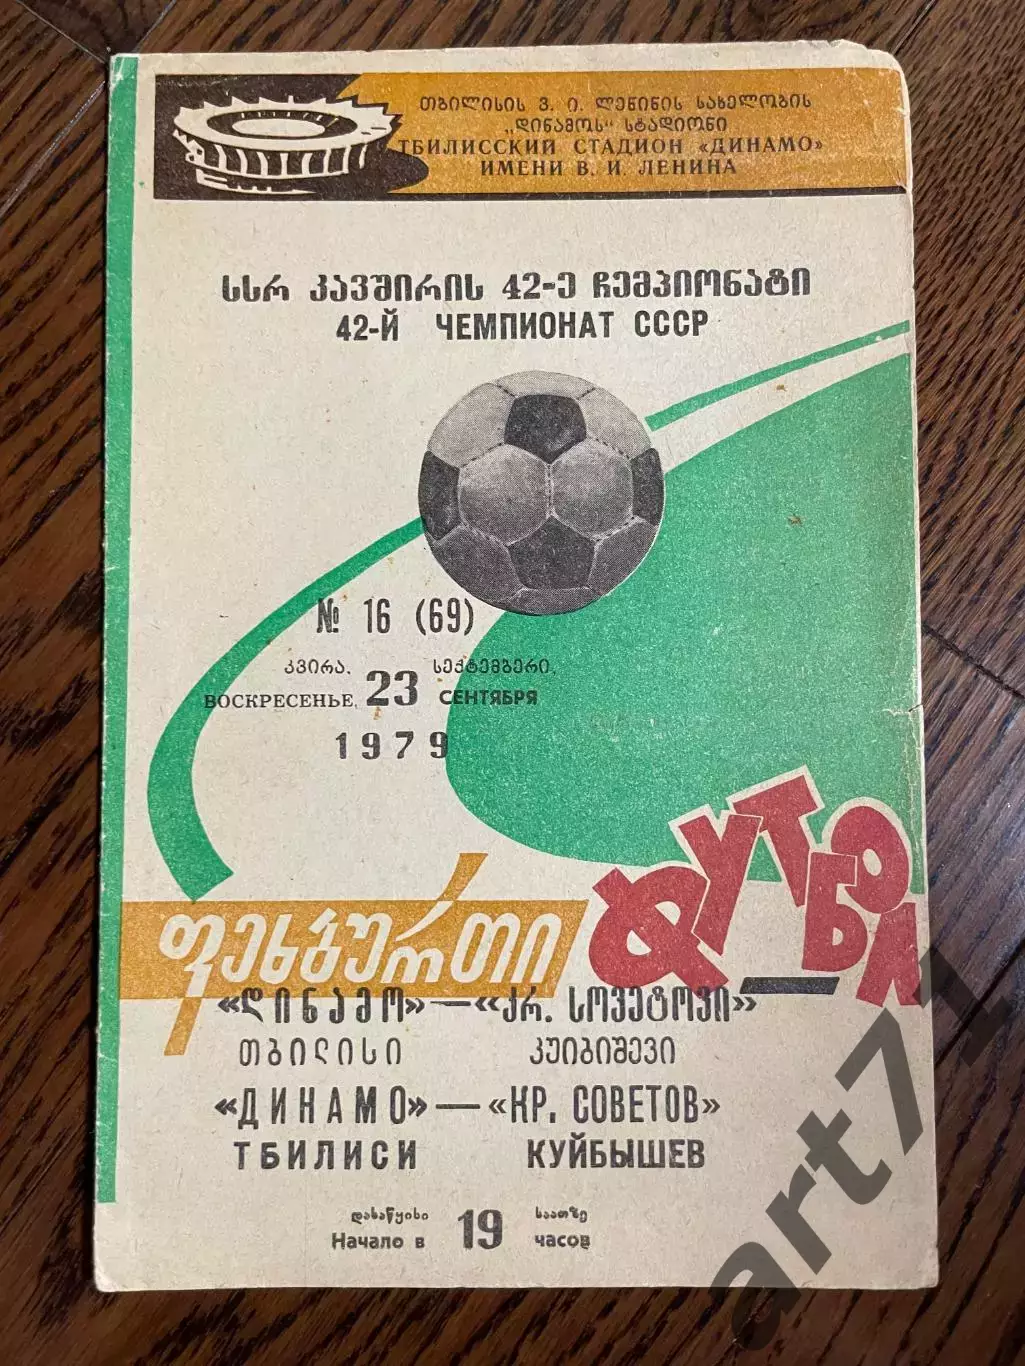 თბილისის ვ. ი. ლენინის სახელობის
„დინამოს“ სტადიონი
ТБИЛИССКИЙ СТАДИОН «ДИНАМО»
ИМЕНИ В. И. ЛЕНИНА
სსრ კავშირის 42-ე ჩემპიონატი
42-Й ЧЕМПИОНАТ СССР
№ 16 (69)
კვირა, 23 სექტემბერი,
ВОСКРЕСЕНЬЕ, 23 СЕНТЯБРЯ
1979
ФУТБОЛ
ფეხბურთი
«დინამო»—«კრ. სოვეტოვი»
თბილისი კუიბიშევი
«ДИНАМО»—«КР. СОВЕТОВ»
ТБИЛИСИ КУЙБЫШЕВ
დასაწყისი 19 საათზე
Начало в 19 часов
art71